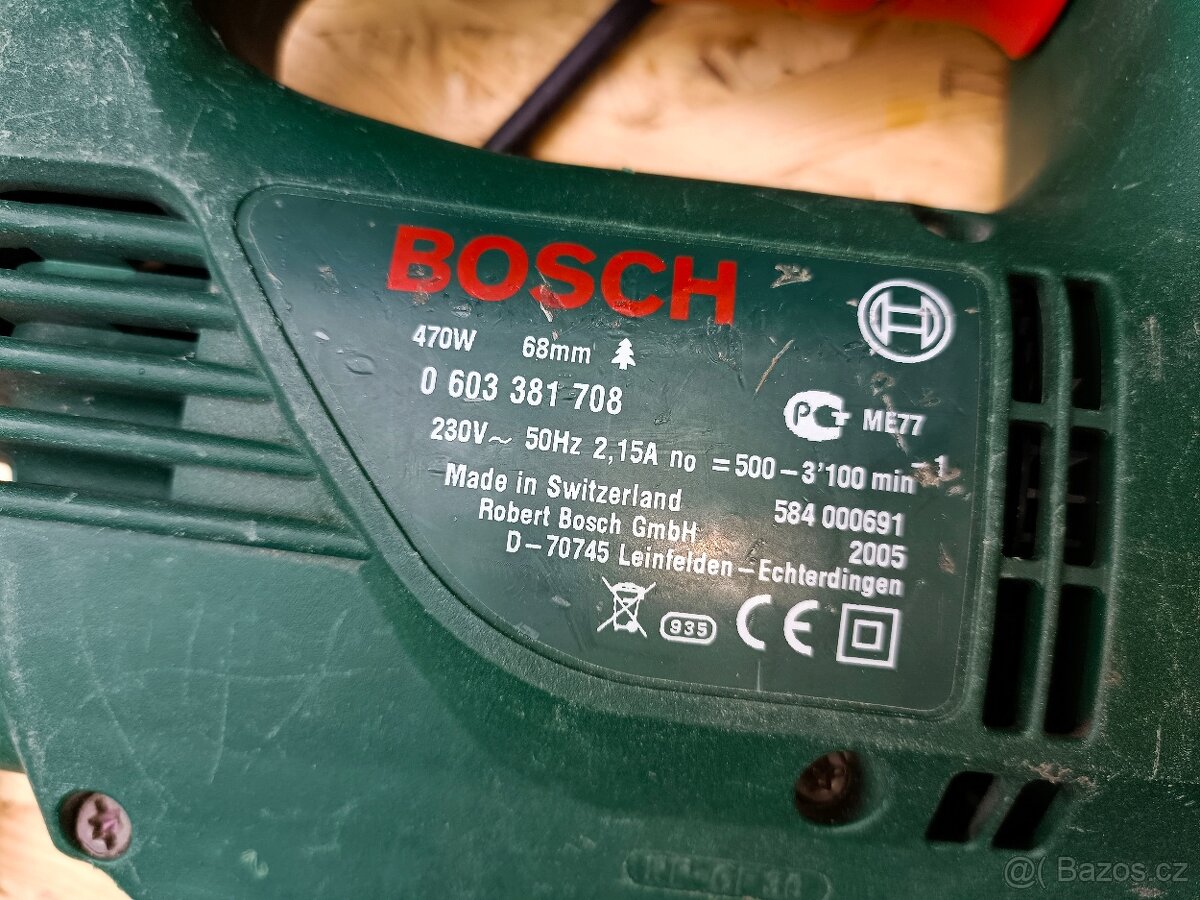 BOSCH
470W 68mm
0 603 381 708
ME77
230V~ 50Hz 2,15A no =500-3'100 min⁻¹
Made in Switzerland 584 000691
Robert Bosch GmbH 2005
D-70745 Leinfelden-Echterdingen
935 CE
@( Bazos.cz